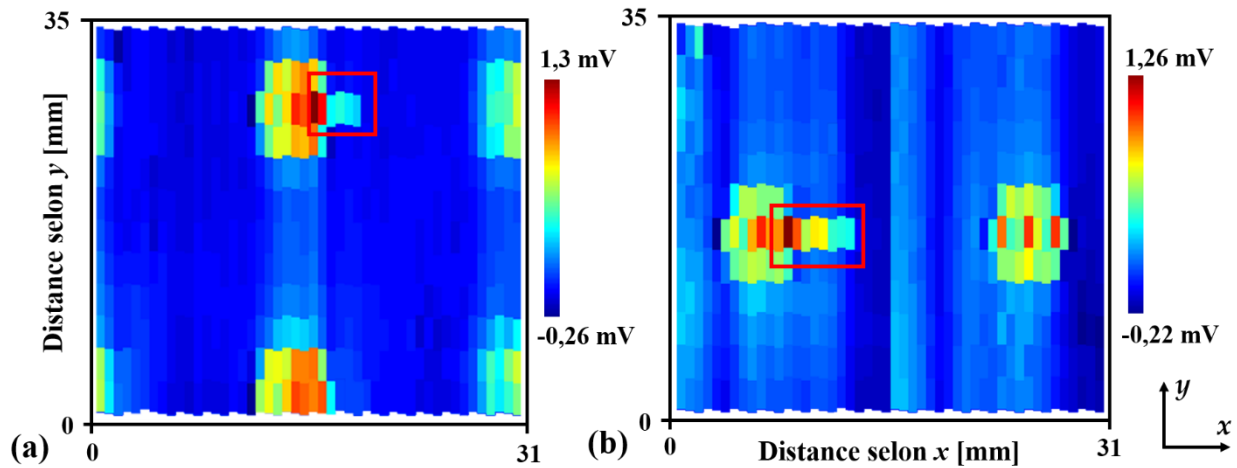 35
Distance selon y [mm]
0
(a)
0
31
1,3 mV
-0,26 mV
35
0
(b)
0
Distance selon x [mm]
31
1,26 mV
-0,22 mV
y
x